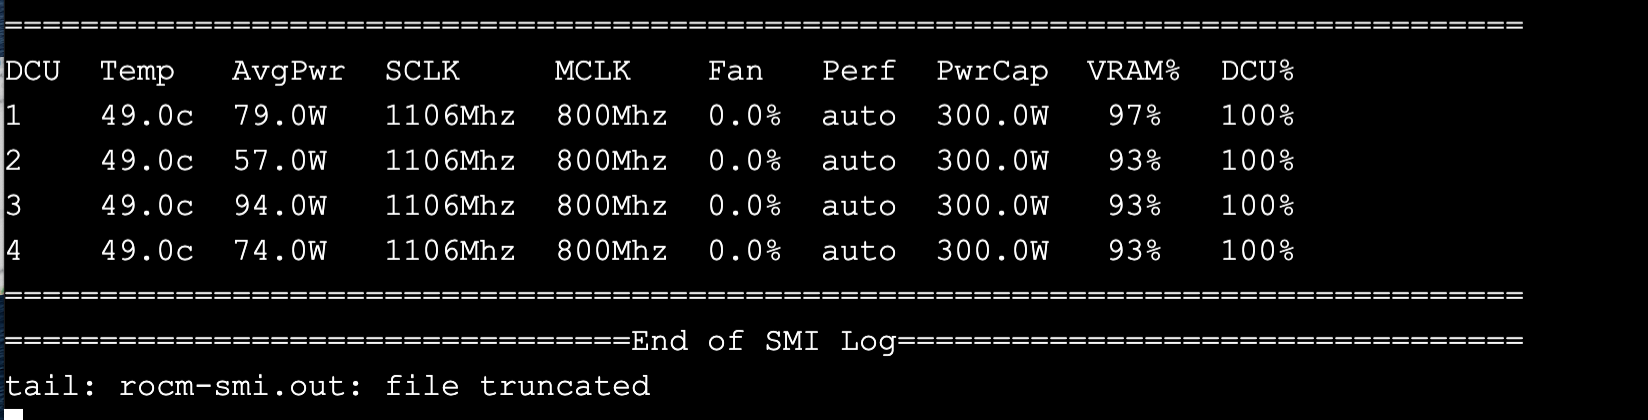 ================================================================================
DCU  Temp   AvgPwr  SCLK     MCLK    Fan   Perf  PwrCap  VRAM%  DCU%
1    49.0c  79.0W   1106Mhz  800Mhz  0.0%  auto  300.0W   97%   100%
2    49.0c  57.0W   1106Mhz  800Mhz  0.0%  auto  300.0W   93%   100%
3    49.0c  94.0W   1106Mhz  800Mhz  0.0%  auto  300.0W   93%   100%
4    49.0c  74.0W   1106Mhz  800Mhz  0.0%  auto  300.0W   93%   100%
================================================================================
=================================End of SMI Log=================================
tail: rocm-smi.out: file truncated